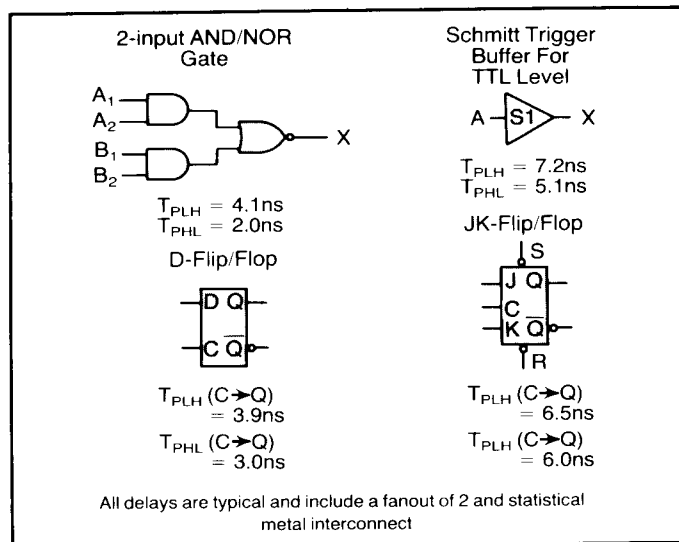 2-input AND/NOR
Gate
A1
A2
B1
B2
X
TPLH = 4.1ns
TPHL = 2.0ns
Schmitt Trigger
Buffer For
TTL Level
A
S1
X
TPLH = 7.2ns
TPHL = 5.1ns
D-Flip/Flop
D Q
C Q̅
TPLH (C➔Q)
= 3.9ns
TPHL (C➔Q)
= 3.0ns
JK-Flip/Flop
S
J Q
C
K Q̅
R
TPLH (C➔Q)
= 6.5ns
TPLH (C➔Q)
= 6.0ns
All delays are typical and include a fanout of 2 and statistical
metal interconnect